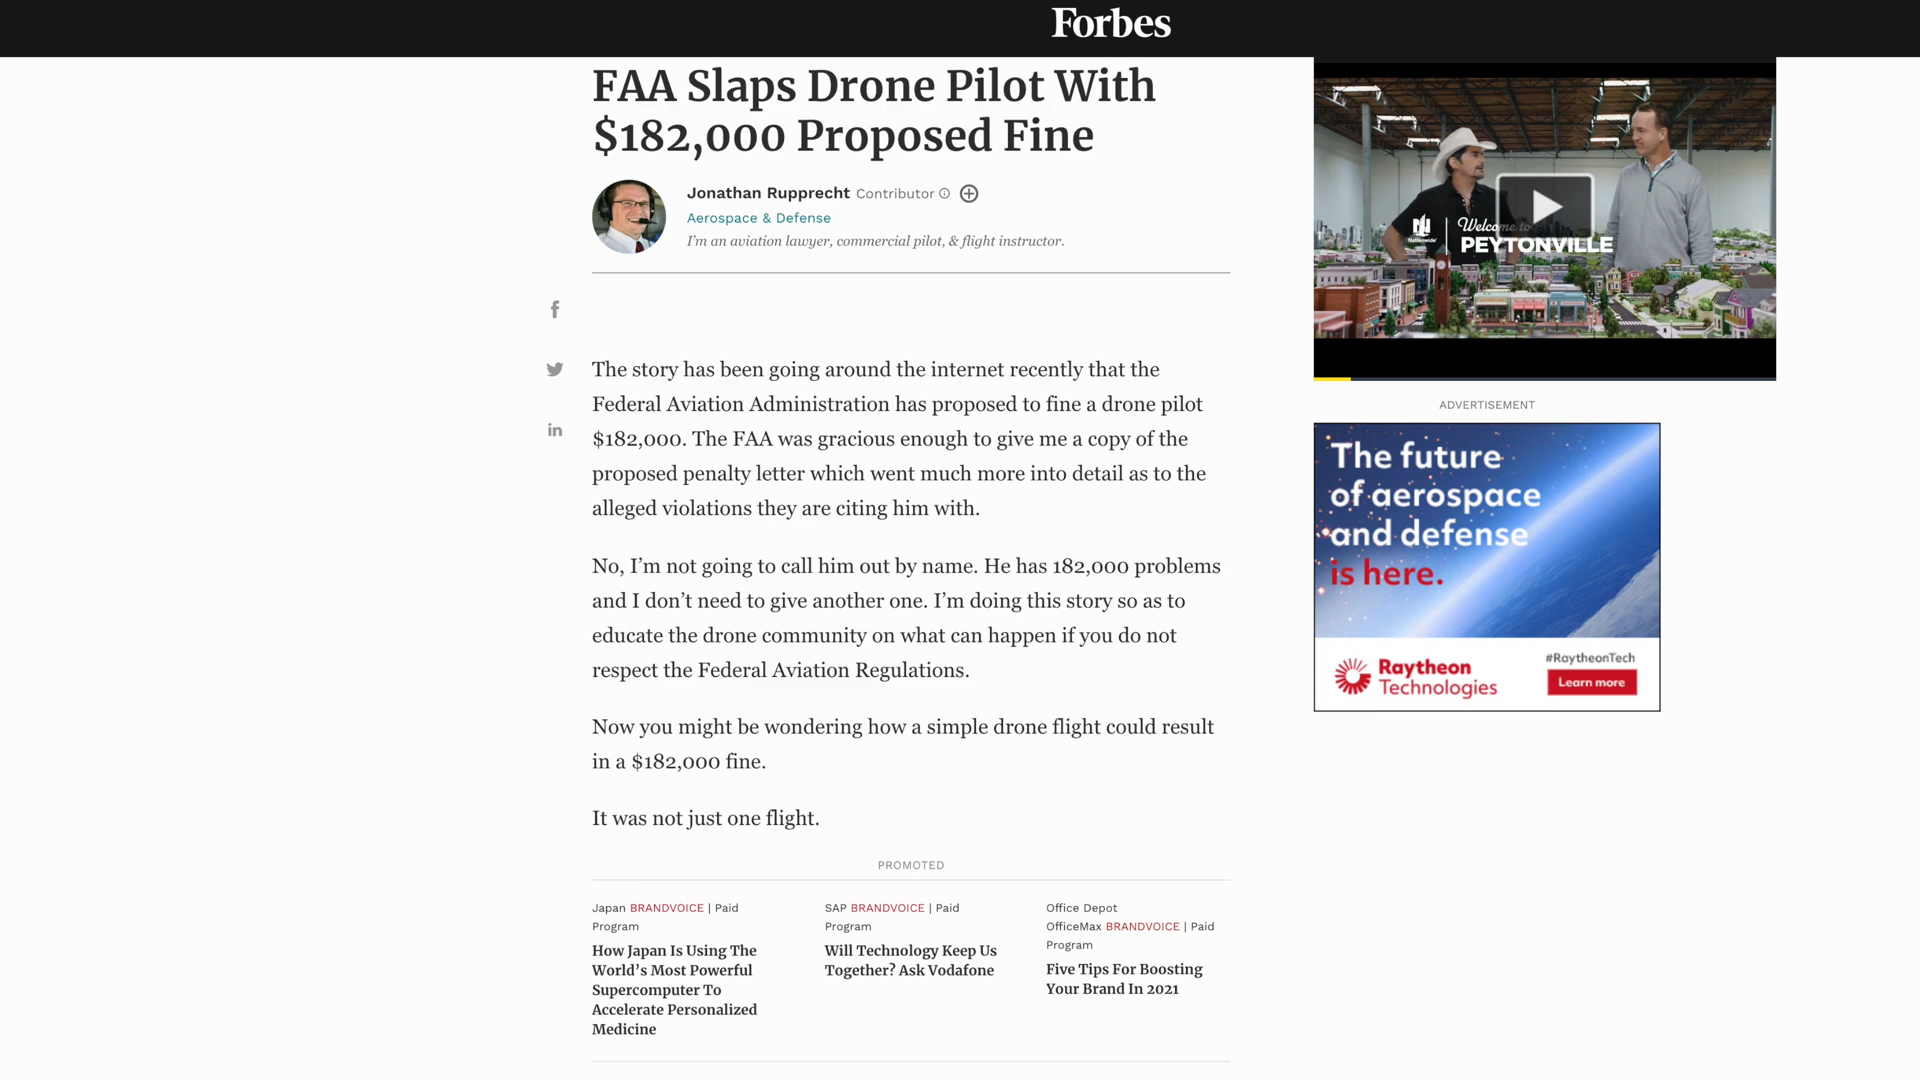 Forbes
FAA Slaps Drone Pilot With
$182,000 Proposed Fine
Jonathan Rupprecht Contributor
Aerospace & Defense
I'm an aviation lawyer, commercial pilot, & flight instructor.
The story has been going around the internet recently that the
Federal Aviation Administration has proposed to fine a drone pilot
$182,000. The FAA was gracious enough to give me a copy of the
proposed penalty letter which went much more into detail as to the
alleged violations they are citing him with.
No, I'm not going to call him out by name. He has 182,000 problems
and I don't need to give another one. I'm doing this story so as to
educate the drone community on what can happen if you do not
respect the Federal Aviation Regulations.
Now you might be wondering how a simple drone flight could result
in a $182,000 fine.
It was not just one flight.
PROMOTED
Japan BRANDVOICE | Paid
Program
How Japan Is Using The
World's Most Powerful
Supercomputer To
Accelerate Personalized
Medicine
SAP BRANDVOICE | Paid
Program
Will Technology Keep Us
Together? Ask Vodafone
Office Depot
OfficeMax BRANDVOICE | Paid
Program
Five Tips For Boosting
Your Brand In 2021
Nationwide
Welcome to
PEYTONVILLE
ADVERTISEMENT
The future
of aerospace
and defense
is here.
Raytheon
Technologies
#RaytheonTech
Learn more